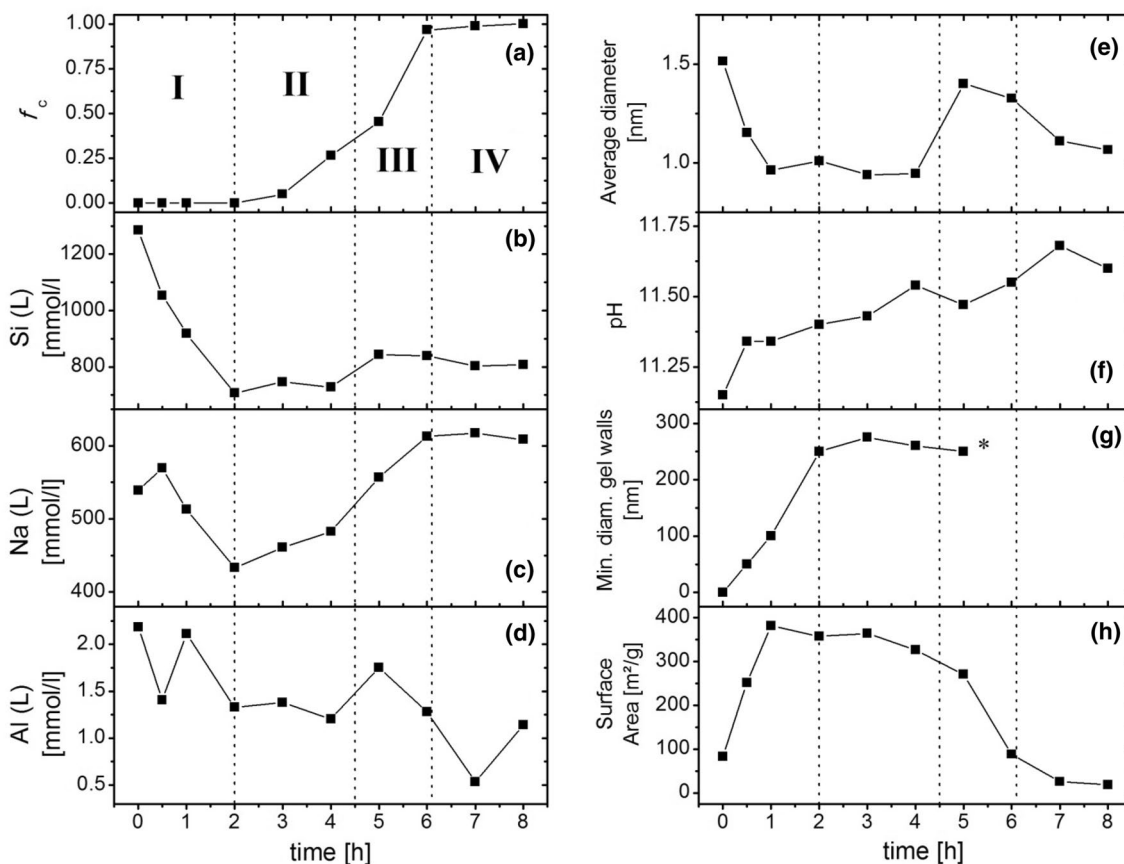 1.00
0.75
0.50
0.25
0.00
f c
I
II
III
IV
(a)
1200
1000
800
Si (L)
[mmol/l]
(b)
600
500
400
Na (L)
[mmol/l]
(c)
2.0
1.5
1.0
0.5
Al (L)
[mmol/l]
(d)
0 1 2 3 4 5 6 7 8
time [h]
1.5
1.0
Average diameter
[nm]
(e)
11.75
11.50
11.25
pH
(f)
300
200
100
0
Min. diam. gel walls
[nm]
*
(g)
400
300
200
100
0
Surface
Area [m²/g]
(h)
0 1 2 3 4 5 6 7 8
time [h]